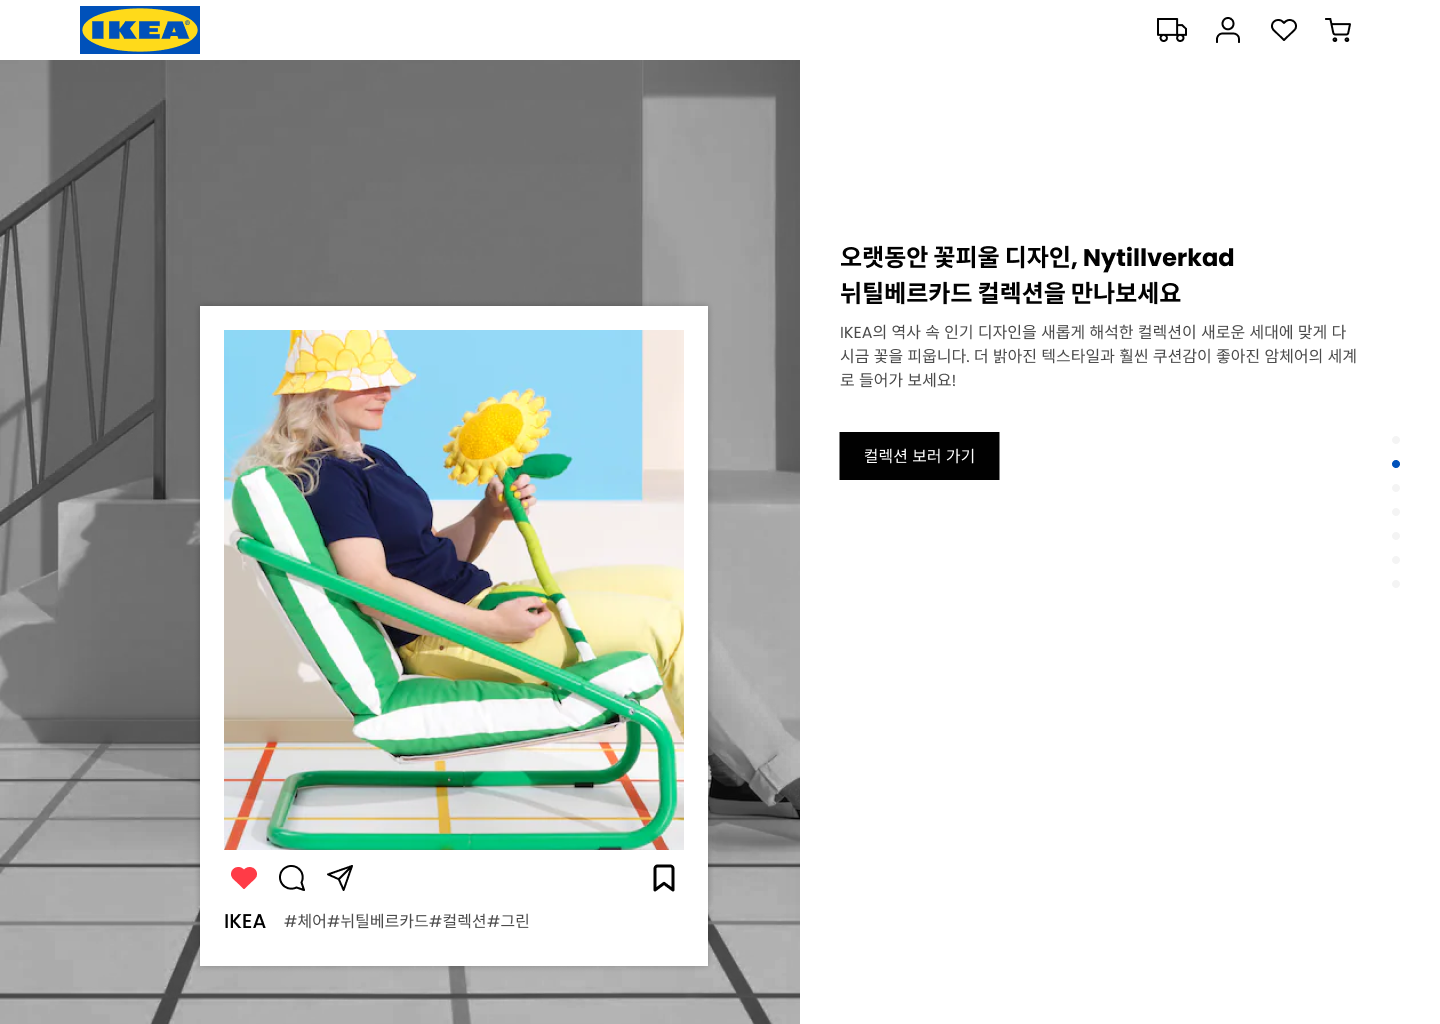 IKEA®
오랫동안 꽃피울 디자인, Nytillverkad
뉘틸베르카드 컬렉션을 만나보세요
IKEA의 역사 속 인기 디자인을 새롭게 해석한 컬렉션이 새로운 세대에 맞게 다
시금 꽃을 피웁니다. 더 밝아진 텍스타일과 훨씬 쿠션감이 좋아진 암체어의 세계
로 들어가 보세요!
컬렉션 보러 가기
IKEA #체어#뉘틸베르카드#컬렉션#그린